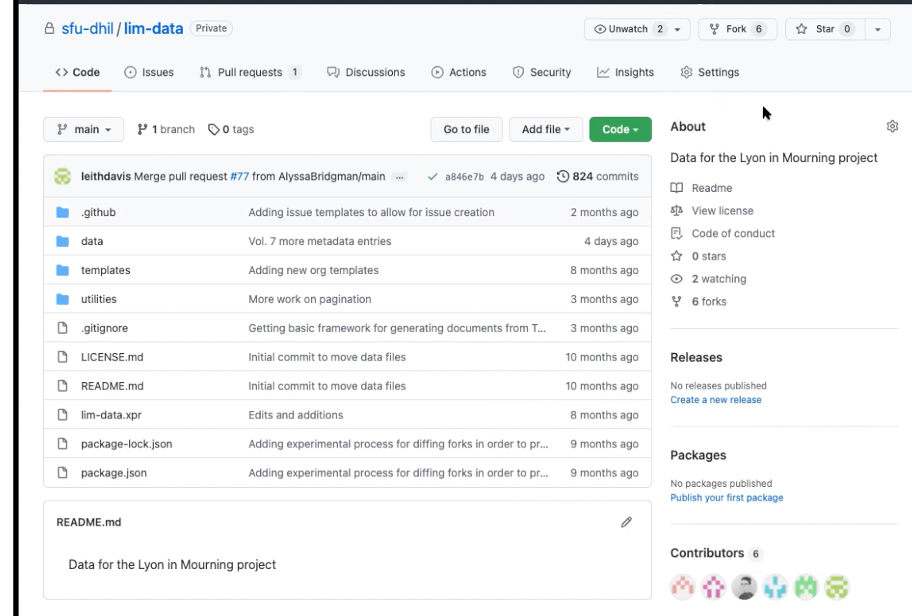 sfu-dhil / lim-data Private
Unwatch 2 Fork 6 Star 0
<> Code Issues Pull requests 1 Discussions Actions Security Insights Settings
main 1 branch 0 tags Go to file Add file Code
About
Data for the Lyon in Mourning project
Readme
View license
Code of conduct
0 stars
2 watching
6 forks
leithdavis Merge pull request #77 from AlyssaBridgman/main ... a846e7b 4 days ago 824 commits
.github Adding issue templates to allow for issue creation 2 months ago
data Vol. 7 more metadata entries 4 days ago
templates Adding new org templates 8 months ago
utilities More work on pagination 3 months ago
.gitignore Getting basic framework for generating documents from T... 3 months ago
LICENSE.md Initial commit to move data files 10 months ago
README.md Initial commit to move data files 10 months ago
lim-data.xpr Edits and additions 8 months ago
package-lock.json Adding experimental process for diffing forks in order to pr... 9 months ago
package.json Adding experimental process for diffing forks in order to pr... 9 months ago
Releases
No releases published
Create a new release
Packages
No packages published
Publish your first package
Contributors 6
README.md
Data for the Lyon in Mourning project